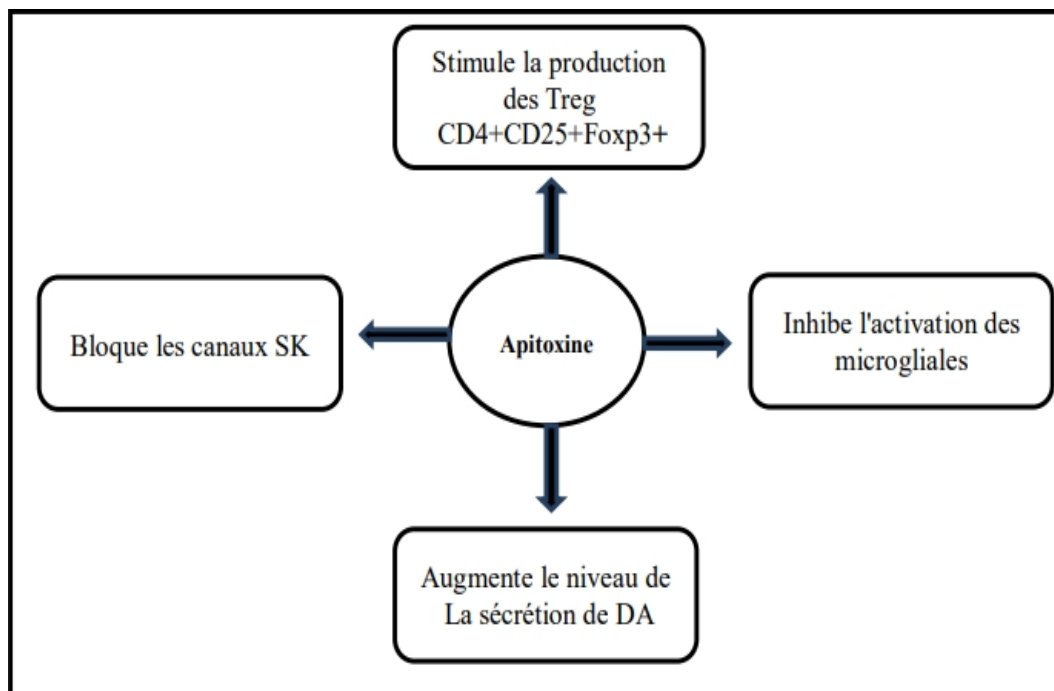 Stimule la production
des Treg
CD4+CD25+Foxp3+
Bloque les canaux SK
Apitoxine
Inhibe l'activation des
microgliales
Augmente le niveau de
La sécrétion de DA